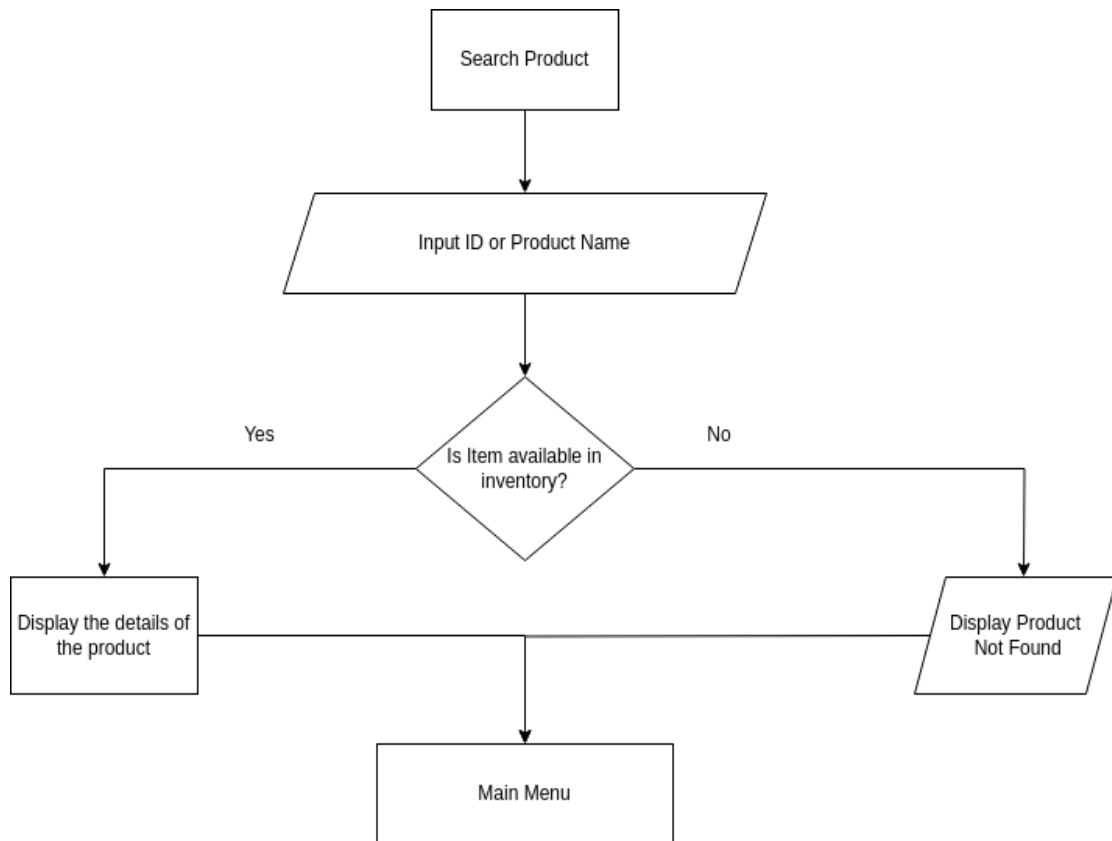 Search Product
Input ID or Product Name
Yes
No
Is Item available in
inventory?
Display the details of
the product
Display Product
Not Found
Main Menu